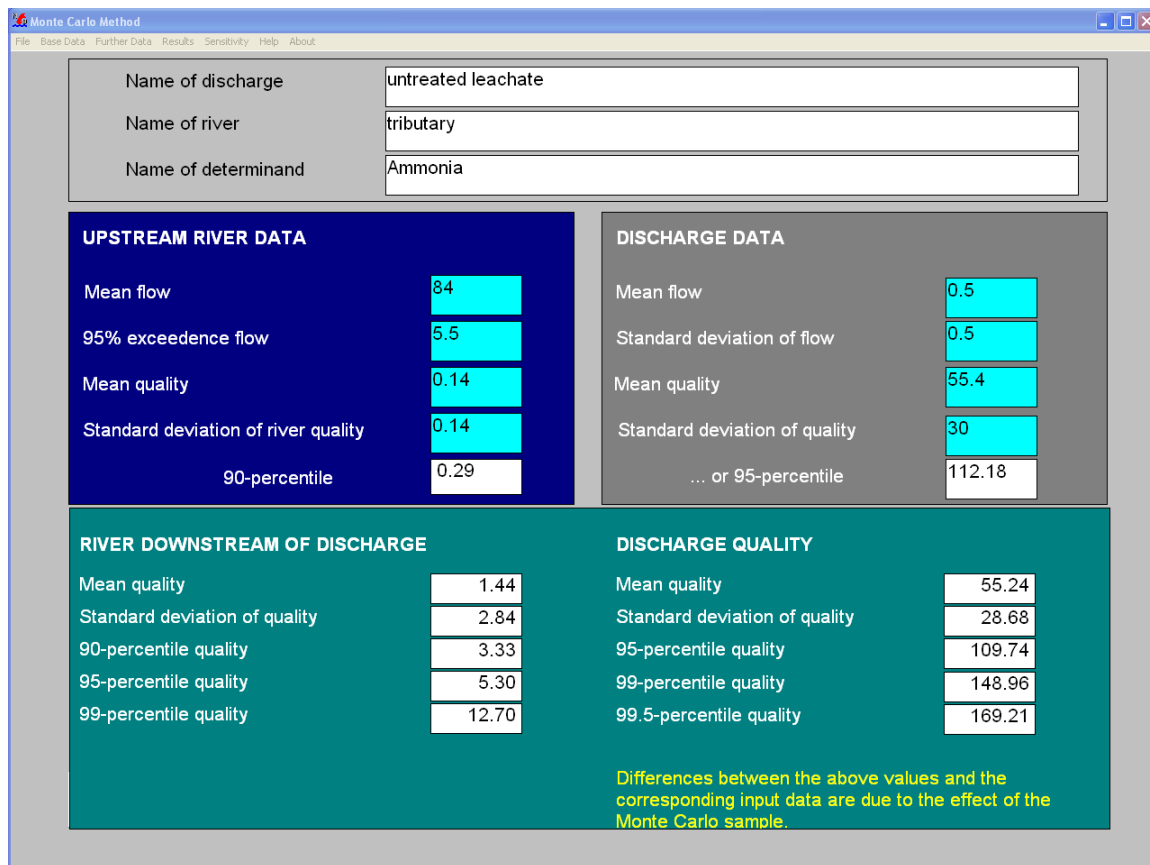 Monte Carlo Method
File Base Data Further Data Results Sensitivity Help About
Name of discharge untreated leachate
Name of river tributary
Name of determinand Ammonia
UPSTREAM RIVER DATA
Mean flow 84
95% exceedence flow 5.5
Mean quality 0.14
Standard deviation of river quality 0.14
90-percentile 0.29
DISCHARGE DATA
Mean flow 0.5
Standard deviation of flow 0.5
Mean quality 55.4
Standard deviation of quality 30
... or 95-percentile 112.18
RIVER DOWNSTREAM OF DISCHARGE
Mean quality 1.44
Standard deviation of quality 2.84
90-percentile quality 3.33
95-percentile quality 5.30
99-percentile quality 12.70
DISCHARGE QUALITY
Mean quality 55.24
Standard deviation of quality 28.68
95-percentile quality 109.74
99-percentile quality 148.96
99.5-percentile quality 169.21
Differences between the above values and the
corresponding input data are due to the effect of the
Monte Carlo sample.